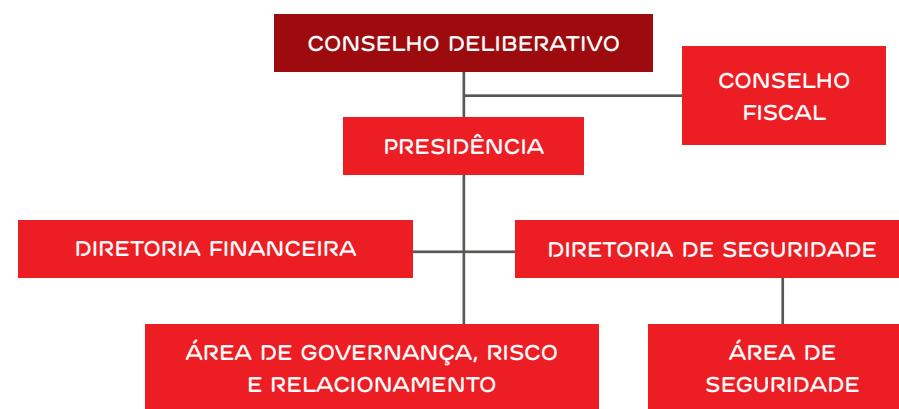 CONSELHO DELIBERATIVO
CONSELHO
FISCAL
PRESIDÊNCIA
DIRETORIA FINANCEIRA
DIRETORIA DE SEGURIDADE
ÁREA DE GOVERNANÇA, RISCO
E RELACIONAMENTO
ÁREA DE
SEGURIDADE